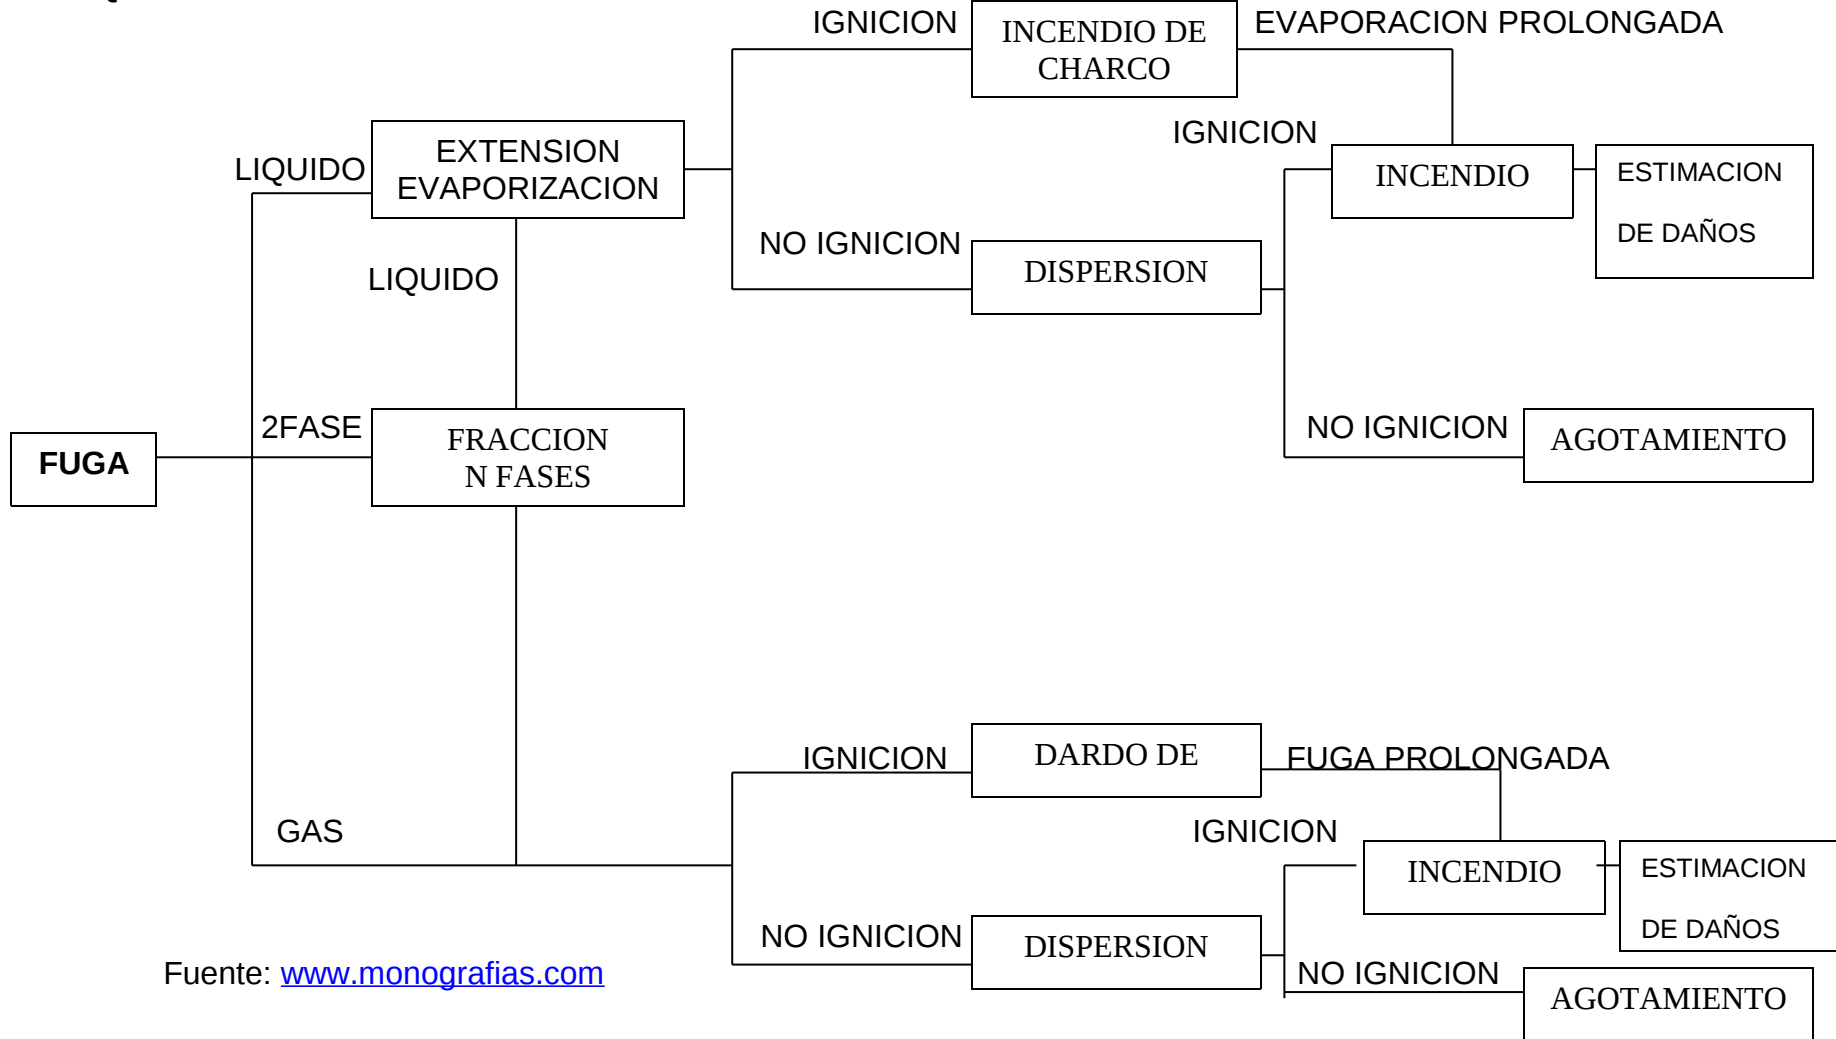 IGNICION
INCENDIO DE
CHARCO
EVAPORACION PROLONGADA
IGNICION
LIQUIDO
EXTENSION
EVAPORIZACION
INCENDIO
ESTIMACION
DE DAÑOS
NO IGNICION
DISPERSION
LIQUIDO
2FASE
FRACCION
N FASES
NO IGNICION
AGOTAMIENTO
FUGA
IGNICION
DARDO DE
FUGA PROLONGADA
GAS
IGNICION
INCENDIO
ESTIMACION
DE DAÑOS
NO IGNICION
DISPERSION
NO IGNICION
AGOTAMIENTO
Fuente: www.monografias.com